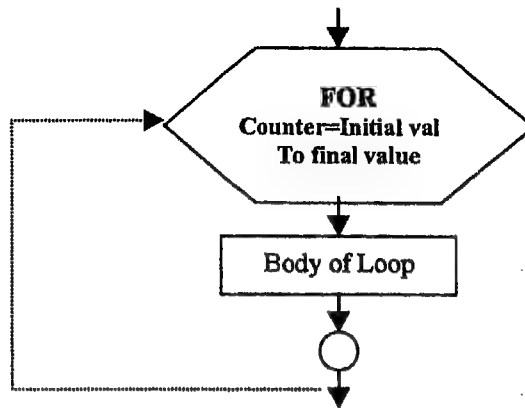 FOR
Counter=Initial val
To final value
Body of Loop